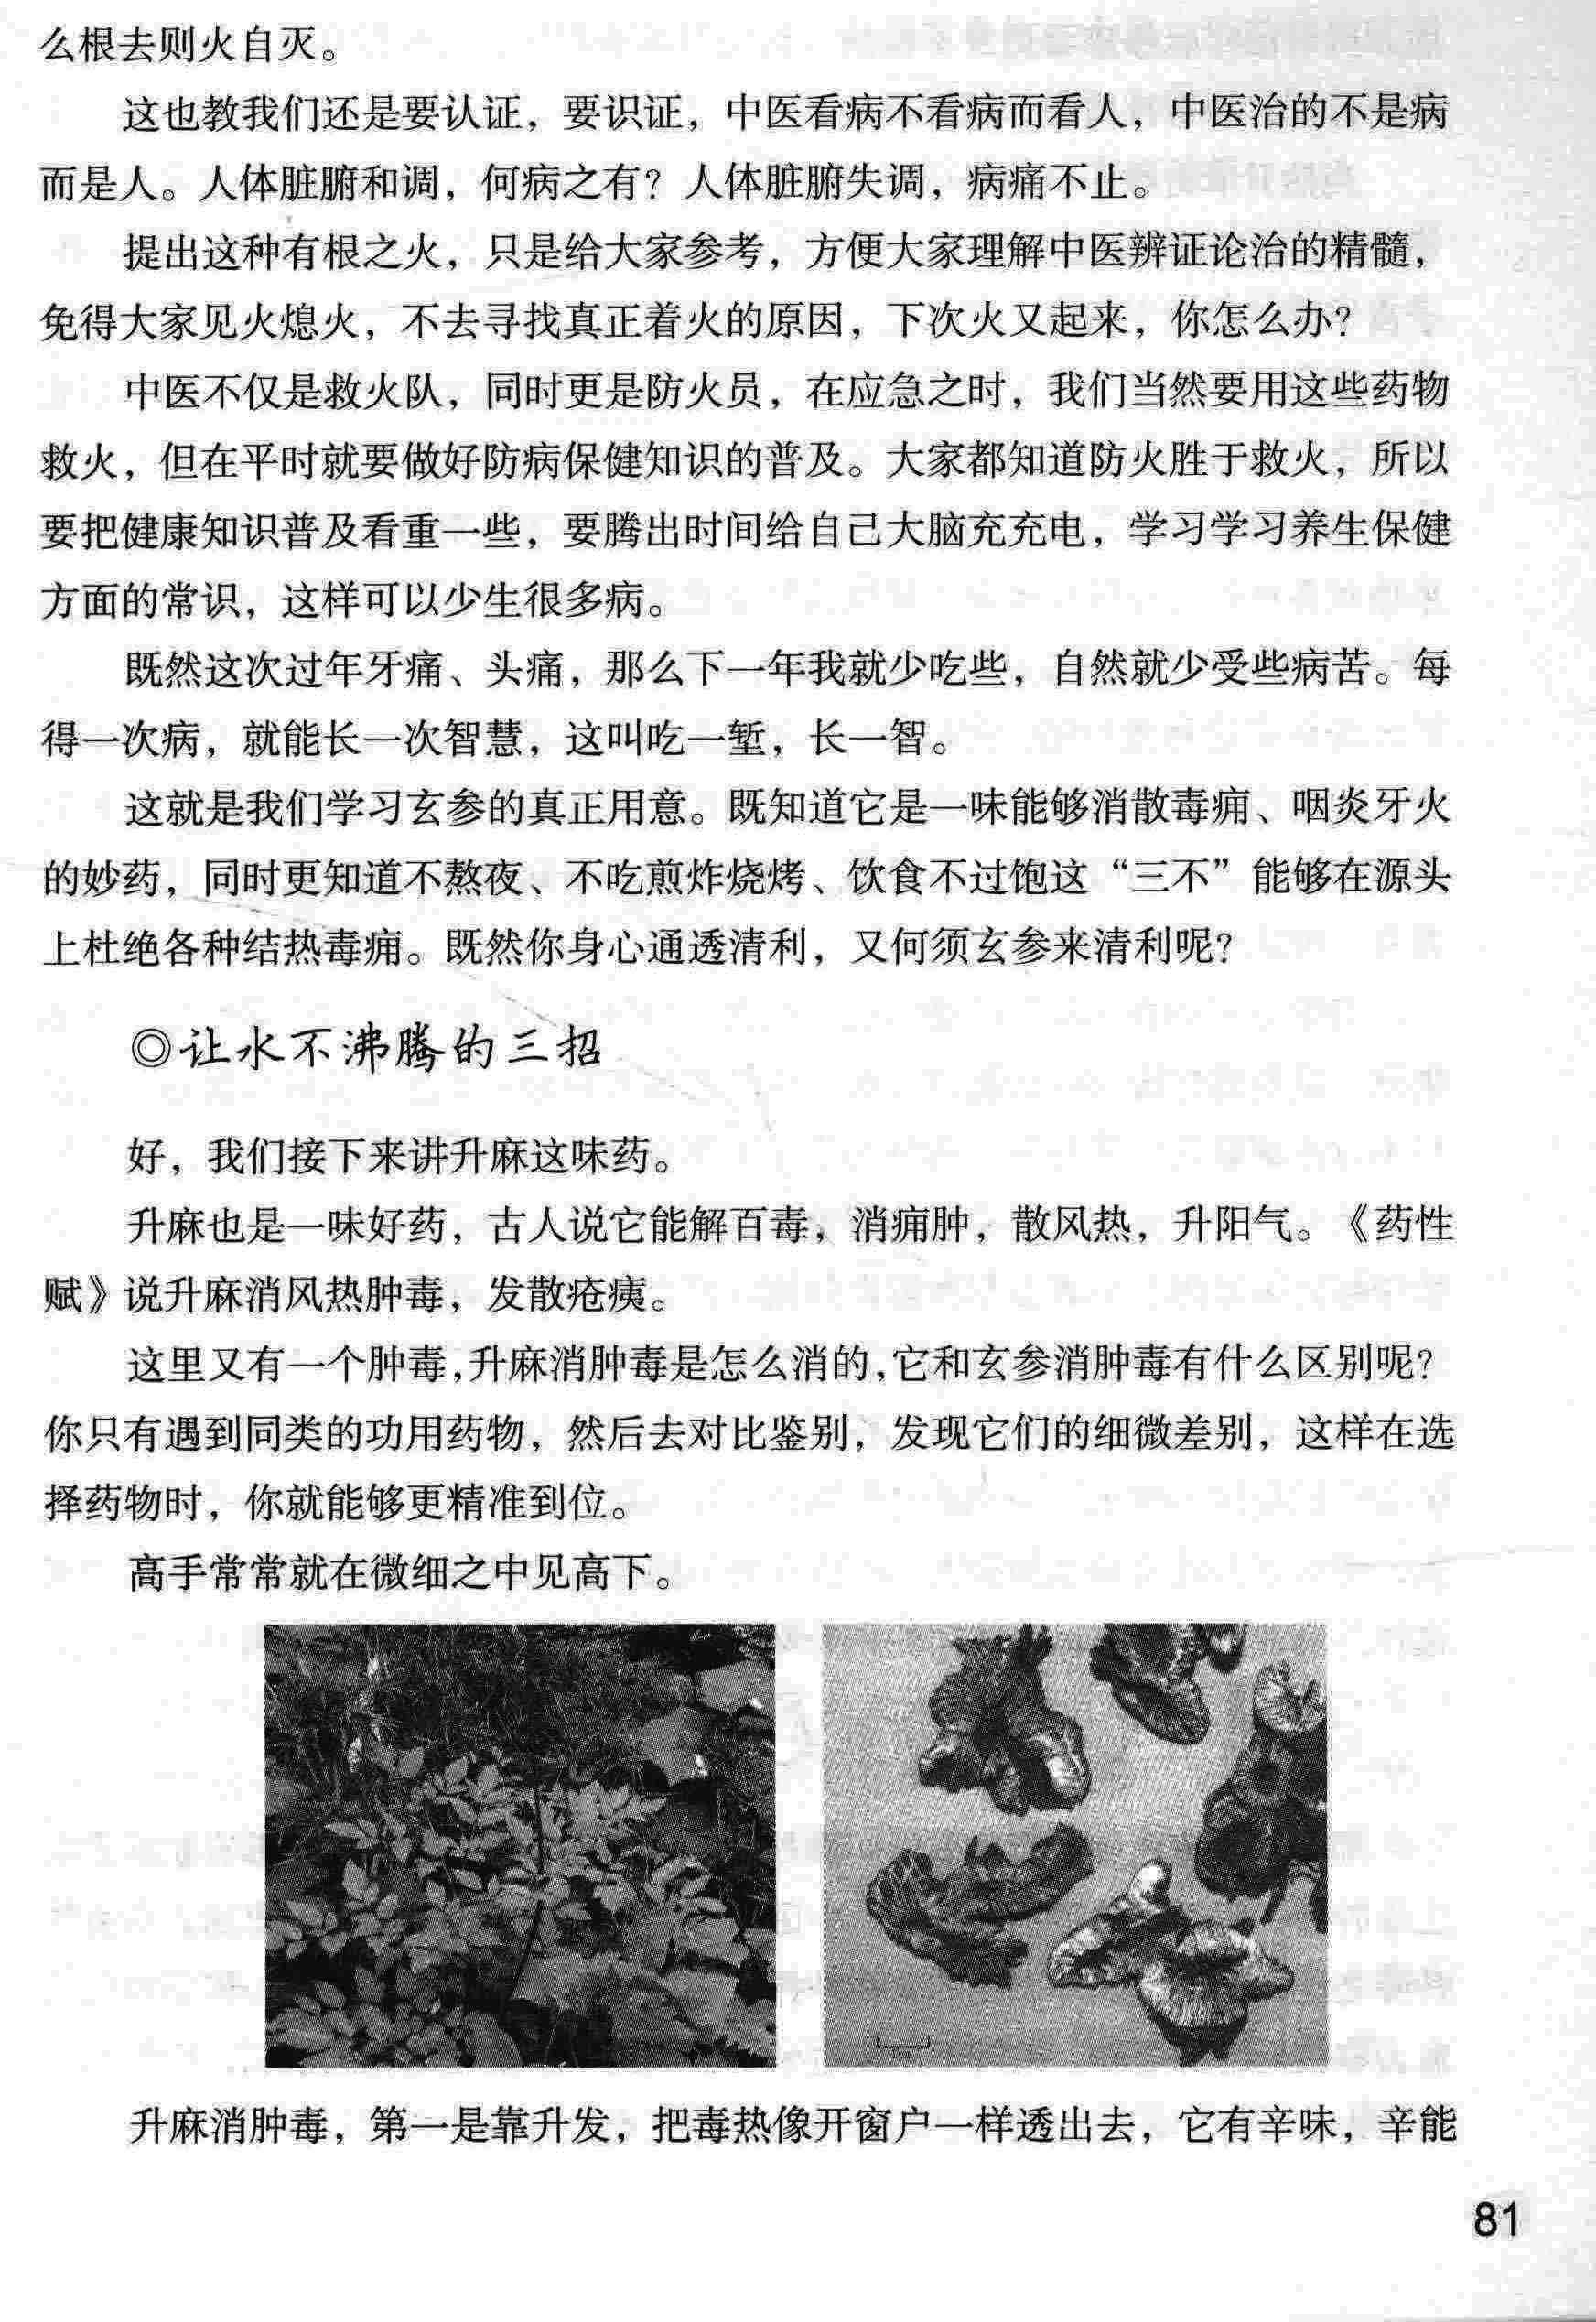 么根去则火自灭。
这也教我们还是要认证，要识证，中医看病不看病而看人，中医治的不是病
而是人。人体脏腑和调，何病之有？人体脏腑失调，病痛不止。
提出这种有根之火，只是给大家参考，方便大家理解中医辨证论治的精髓，
免得大家见火熄火，不去寻找真正着火的原因，下次火又起来，你怎么办？
中医不仅是救火队，同时更是防火员，在应急之时，我们当然要用这些药物
救火，但在平时就要做好防病保健知识的普及。大家都知道防火胜于救火，所以
要把健康知识普及看重一些，要腾出时间给自己大脑充充电，学习学习养生保健
方面的常识，这样可以少生很多病。
既然这次过年牙痛、头痛，那么下一年我就少吃些，自然就少受些病苦。每
得一次病，就能长一次智慧，这叫吃一堑，长一智。
这就是我们学习玄参的真正用意。既知道它是一味能够消散毒痈、咽炎牙火
的妙药，同时更知道不熬夜、不吃煎炸烧烤、饮食不过饱这“三不”能够在源头
上杜绝各种结热毒痈。既然你身心通透清利，又何须玄参来清利呢？
◎让水不沸腾的三招
好，我们接下来讲升麻这味药。
升麻也是一味好药，古人说它能解百毒，消痈肿，散风热，升阳气。《药性
赋》说升麻消风热肿毒，发散疮痍。
这里又有一个肿毒，升麻消肿毒是怎么消的，它和玄参消肿毒有什么区别呢？
你只有遇到同类的功用药物，然后去对比鉴别，发现它们的细微差别，这样在选
择药物时，你就能够更精准到位。
高手常常就在微细之中见高下。
升麻消肿毒，第一是靠升发，把毒热像开窗户一样透出去，它有辛味，辛能
81